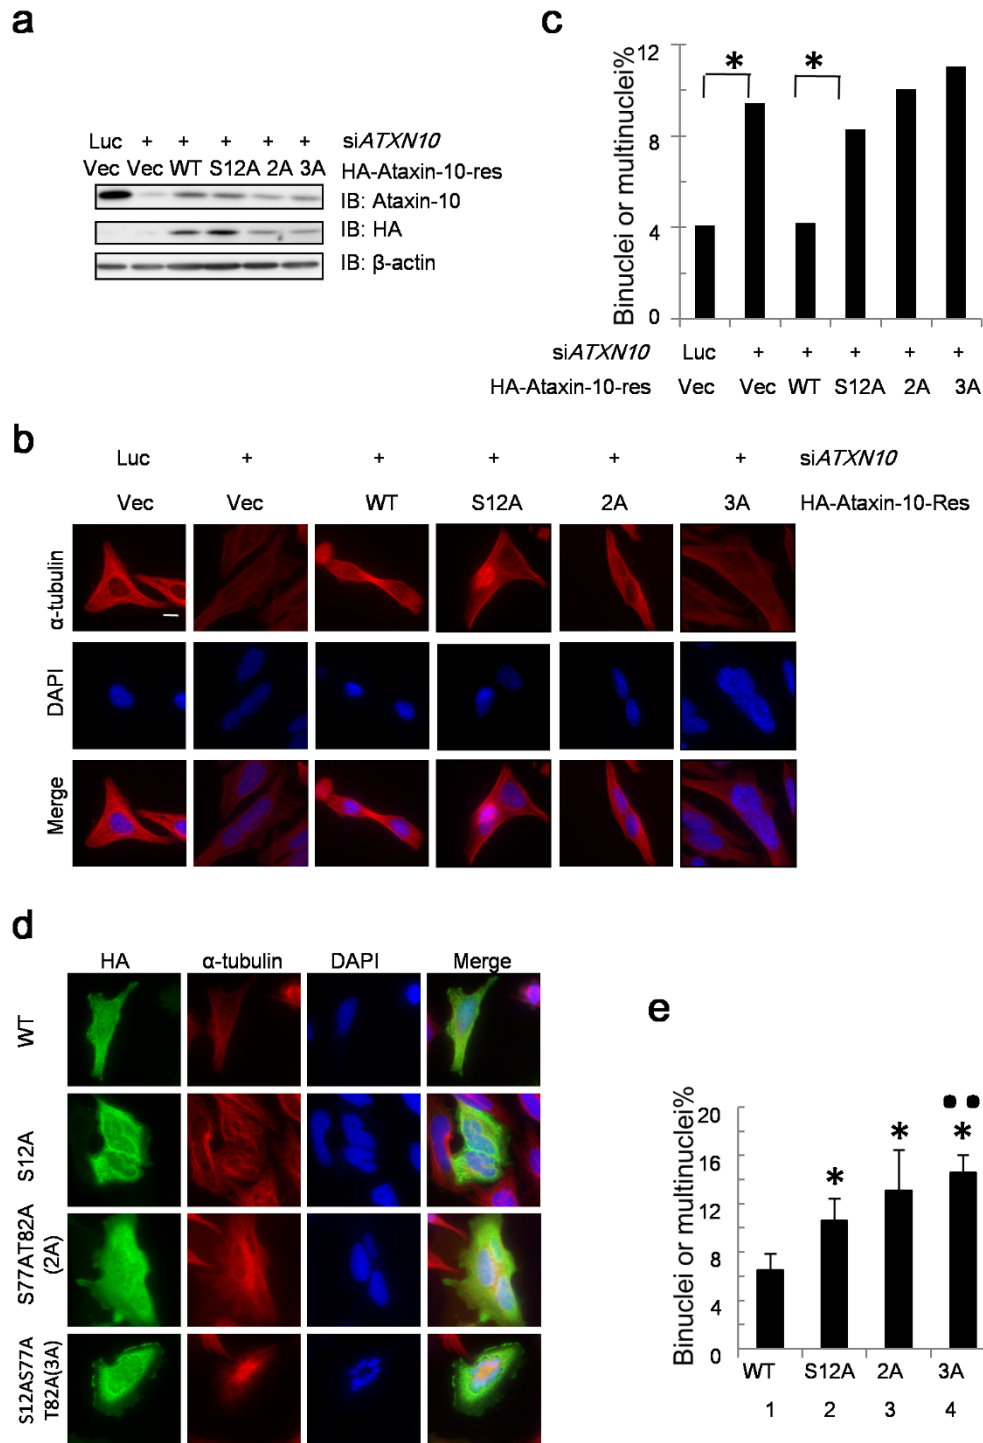 a
Luc + + + + + siATXN10
Vec Vec WT S12A 2A 3A HA-Ataxin-10-res
IB: Ataxin-10
IB: HA
IB: β-actin
c
Binuclei or multinuclei%
12
8
4
0
* *
siATXN10 Luc + + + + +
HA-Ataxin-10-res Vec Vec WT S12A 2A 3A
b
Luc + + + + + siATXN10
Vec Vec WT S12A 2A 3A HA-Ataxin-10-Res
α-tubulin
DAPI
Merge
d
HA α-tubulin DAPI Merge
WT
S12A
S77AT82A
(2A)
S12AS77A
T82A(3A)
e
Binuclei or multinuclei%
20
16
12
8
4
0
* * *
WT S12A 2A 3A
1 2 3 4